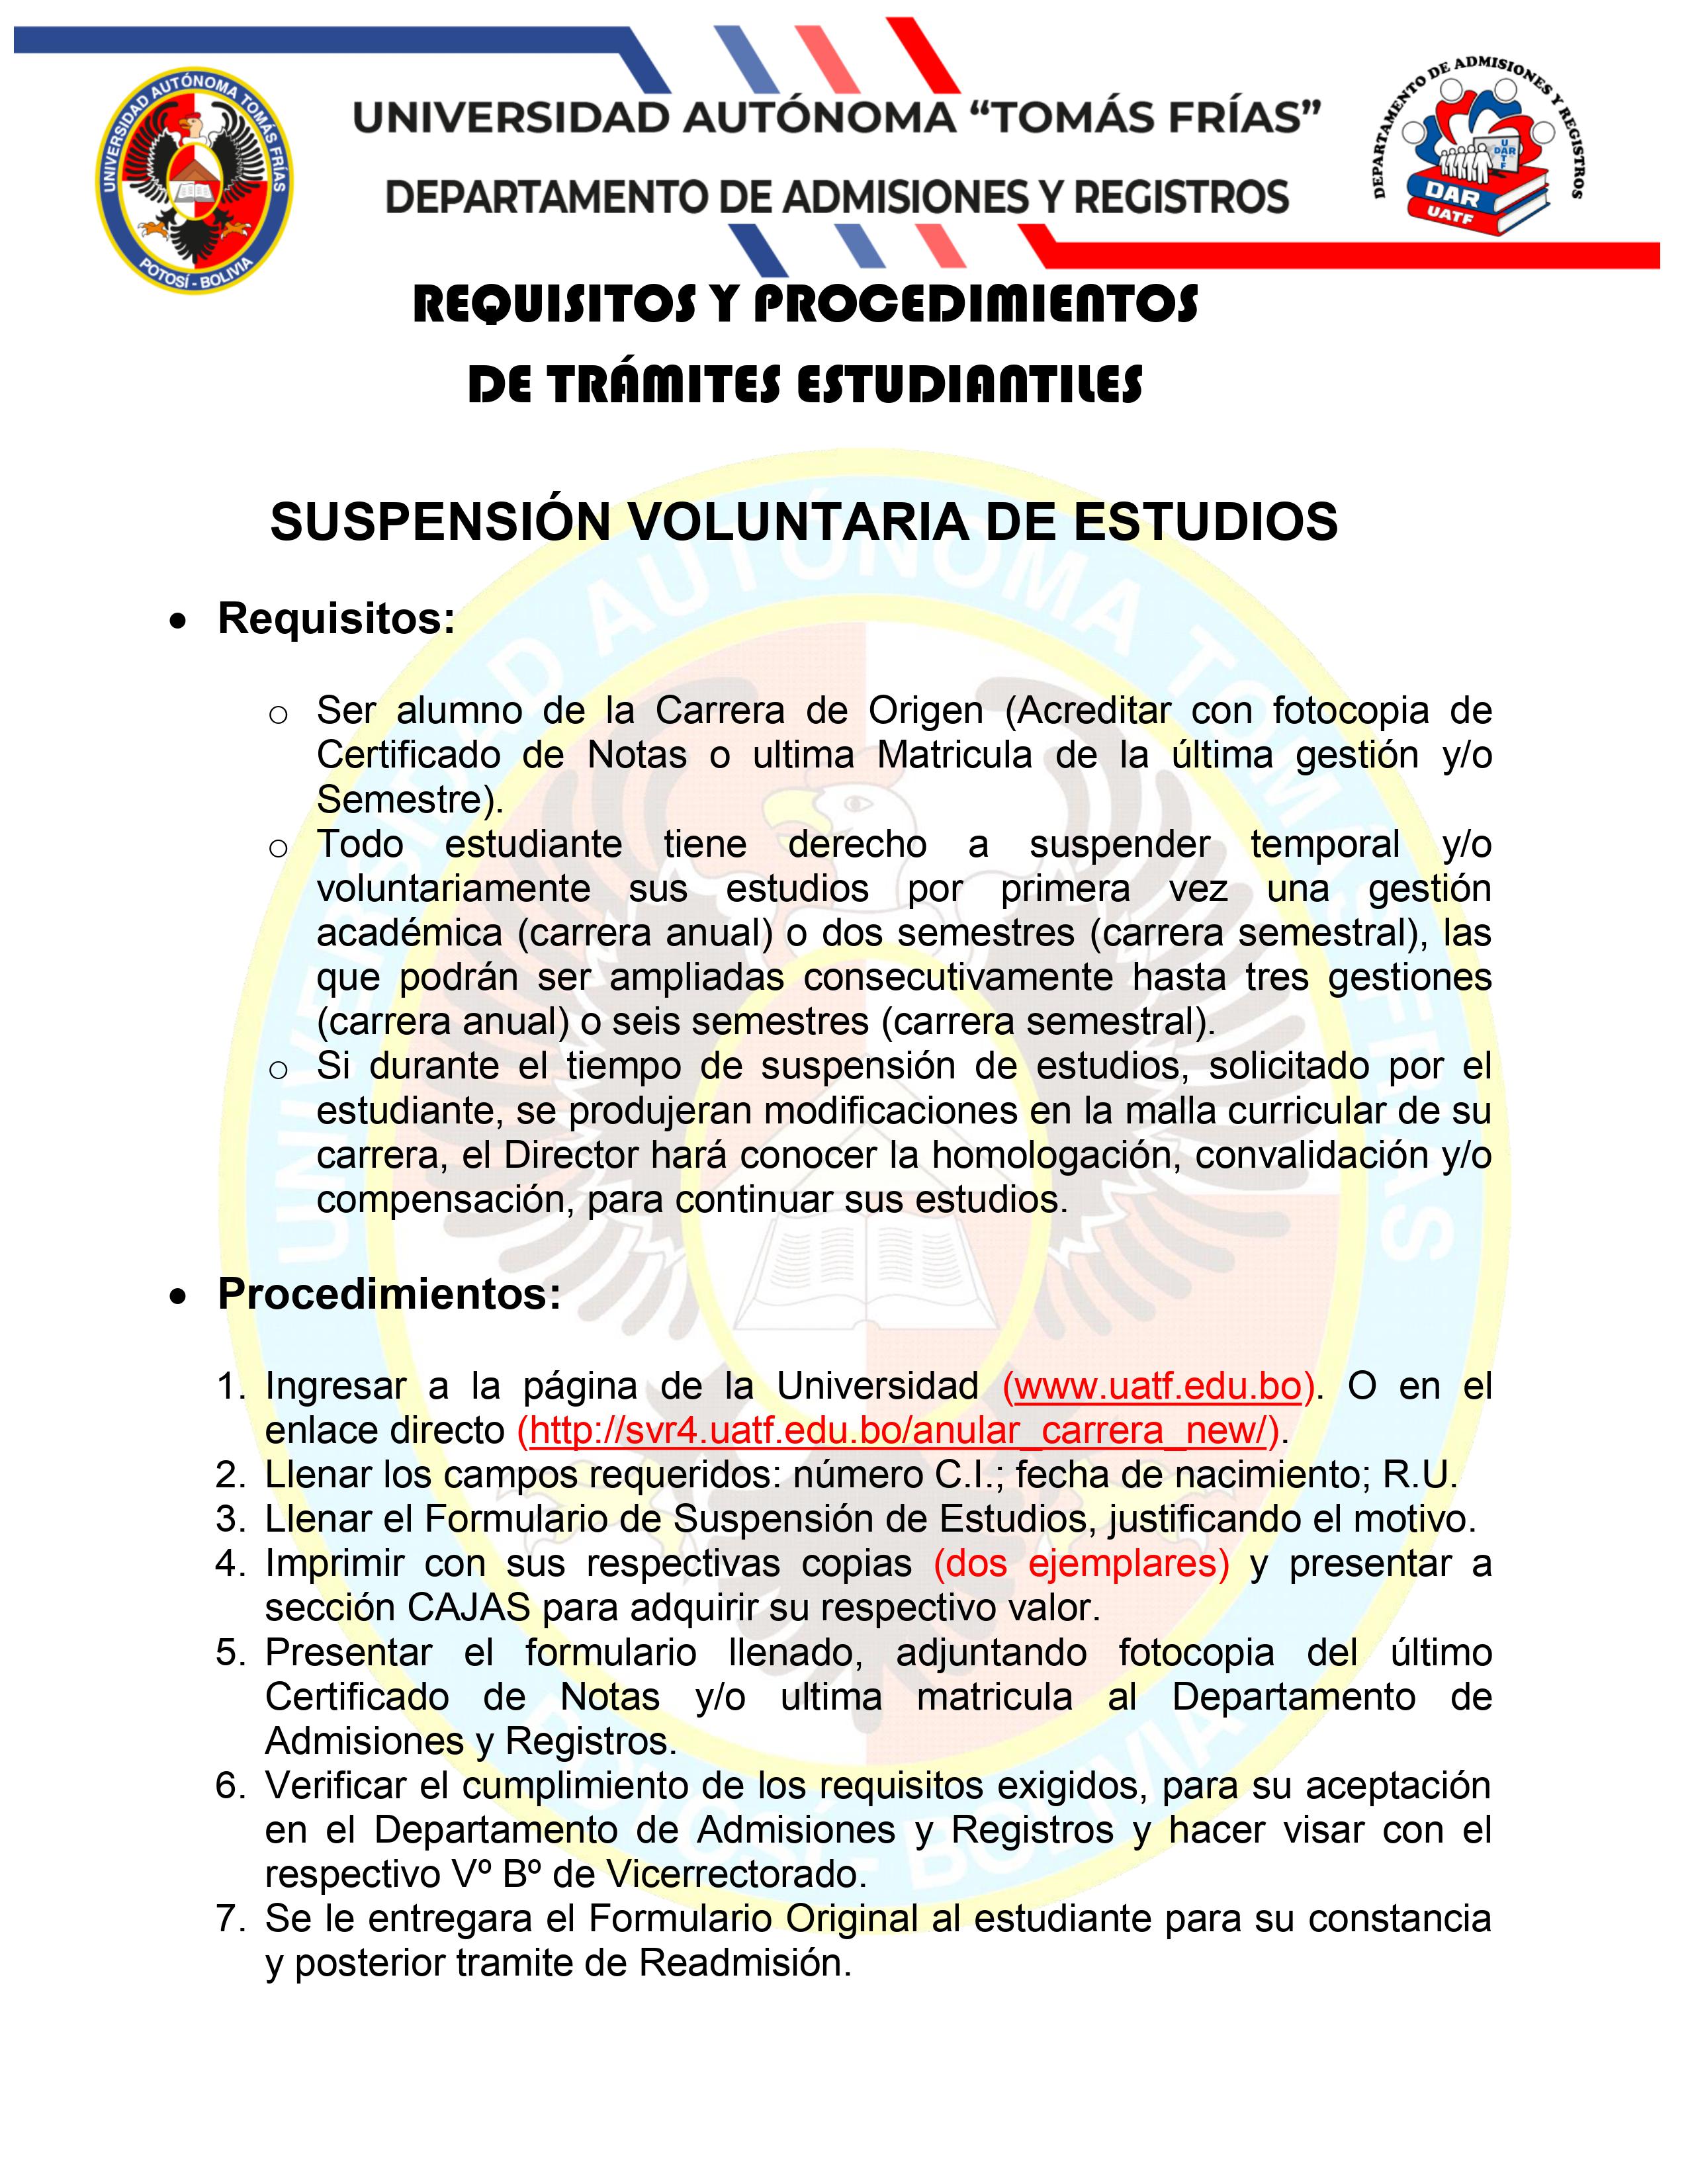 UNIVERSIDAD AUTÓNOMA TOMÁS FRÍAS
POTOSÍ - BOLIVIA
UNIVERSIDAD AUTÓNOMA “TOMÁS FRÍAS”
DEPARTAMENTO DE ADMISIONES Y REGISTROS
DEPARTAMENTO DE ADMISIONES Y REGISTROS
U
DAR
T
F
DAR
UATF
REQUISITOS Y PROCEDIMIENTOS
DE TRÁMITES ESTUDIANTILES
UNIVERSIDAD AUTÓNOMA TOMÁS FRÍAS
POTOSÍ - BOLIVIA
SUSPENSIÓN VOLUNTARIA DE ESTUDIOS
• Requisitos:
o Ser alumno de la Carrera de Origen (Acreditar con fotocopia de
Certificado de Notas o ultima Matricula de la última gestión y/o
Semestre).
o Todo estudiante tiene derecho a suspender temporal y/o
voluntariamente sus estudios por primera vez una gestión
académica (carrera anual) o dos semestres (carrera semestral), las
que podrán ser ampliadas consecutivamente hasta tres gestiones
(carrera anual) o seis semestres (carrera semestral).
o Si durante el tiempo de suspensión de estudios, solicitado por el
estudiante, se produjeran modificaciones en la malla curricular de su
carrera, el Director hará conocer la homologación, convalidación y/o
compensación, para continuar sus estudios.
• Procedimientos:
1. Ingresar a la página de la Universidad (www.uatf.edu.bo). O en el
enlace directo (http://svr4.uatf.edu.bo/anular_carrera_new/).
2. Llenar los campos requeridos: número C.I.; fecha de nacimiento; R.U.
3. Llenar el Formulario de Suspensión de Estudios, justificando el motivo.
4. Imprimir con sus respectivas copias (dos ejemplares) y presentar a
sección CAJAS para adquirir su respectivo valor.
5. Presentar el formulario llenado, adjuntando fotocopia del último
Certificado de Notas y/o ultima matricula al Departamento de
Admisiones y Registros.
6. Verificar el cumplimiento de los requisitos exigidos, para su aceptación
en el Departamento de Admisiones y Registros y hacer visar con el
respectivo Vº Bº de Vicerrectorado.
7. Se le entregara el Formulario Original al estudiante para su constancia
y posterior tramite de Readmisión.